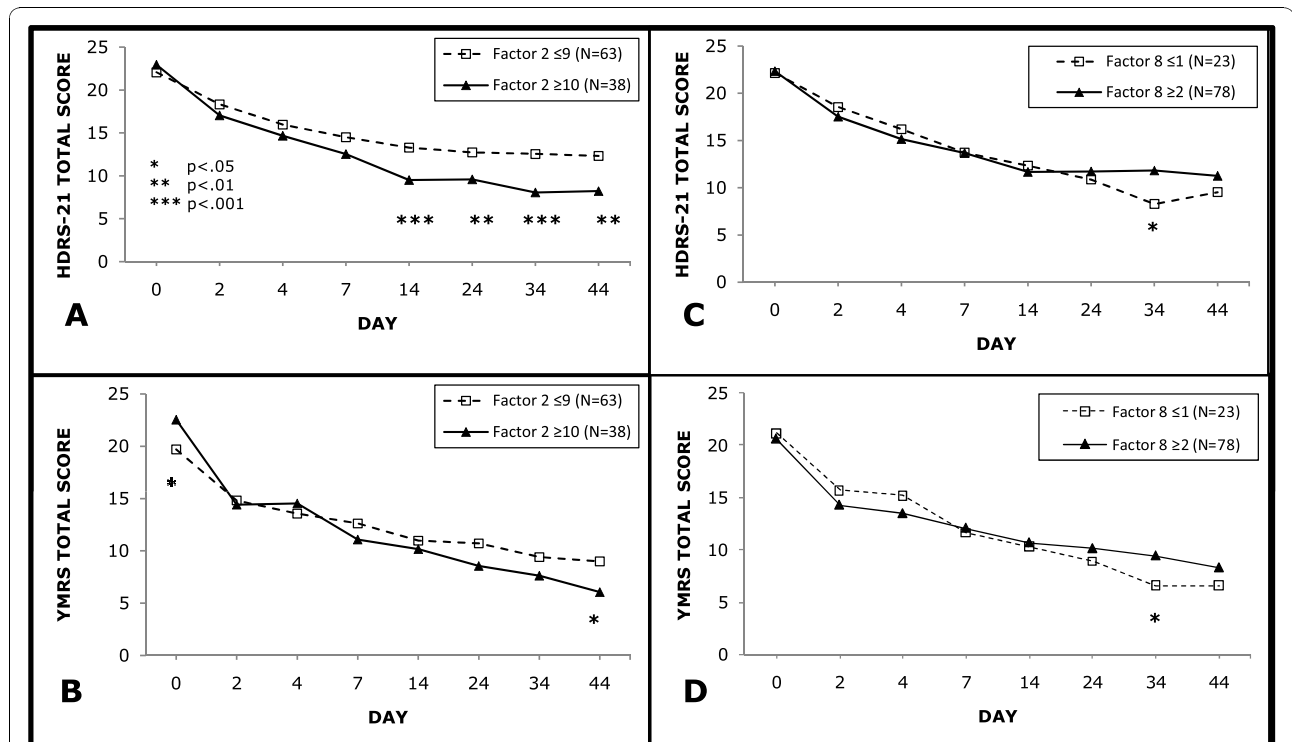 25
20
15
10
5
0
HDRS-21 TOTAL SCORE
Factor 2 ≤9 (N=63)
Factor 2 ≥10 (N=38)
* p<.05
** p<.01
*** p<.001
*** ** *** **
0 2 4 7 14 24 34 44
DAY
A
25
20
15
10
5
0
HDRS-21 TOTAL SCORE
Factor 8 ≤1 (N=23)
Factor 8 ≥2 (N=78)
*
0 2 4 7 14 24 34 44
DAY
C
25
20
15
10
5
0
YMRS TOTAL SCORE
Factor 2 ≤9 (N=63)
Factor 2 ≥10 (N=38)
*
*
0 2 4 7 14 24 34 44
DAY
B
25
20
15
10
5
0
YMRS TOTAL SCORE
Factor 8 ≤1 (N=23)
Factor 8 ≥2 (N=78)
*
0 2 4 7 14 24 34 44
DAY
D